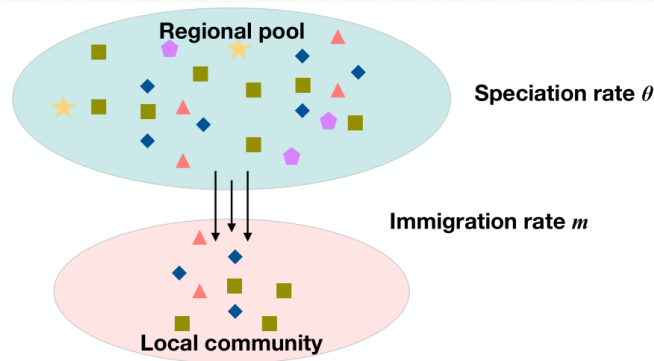 Regional pool
Speciation rate θ
Immigration rate m
Local community